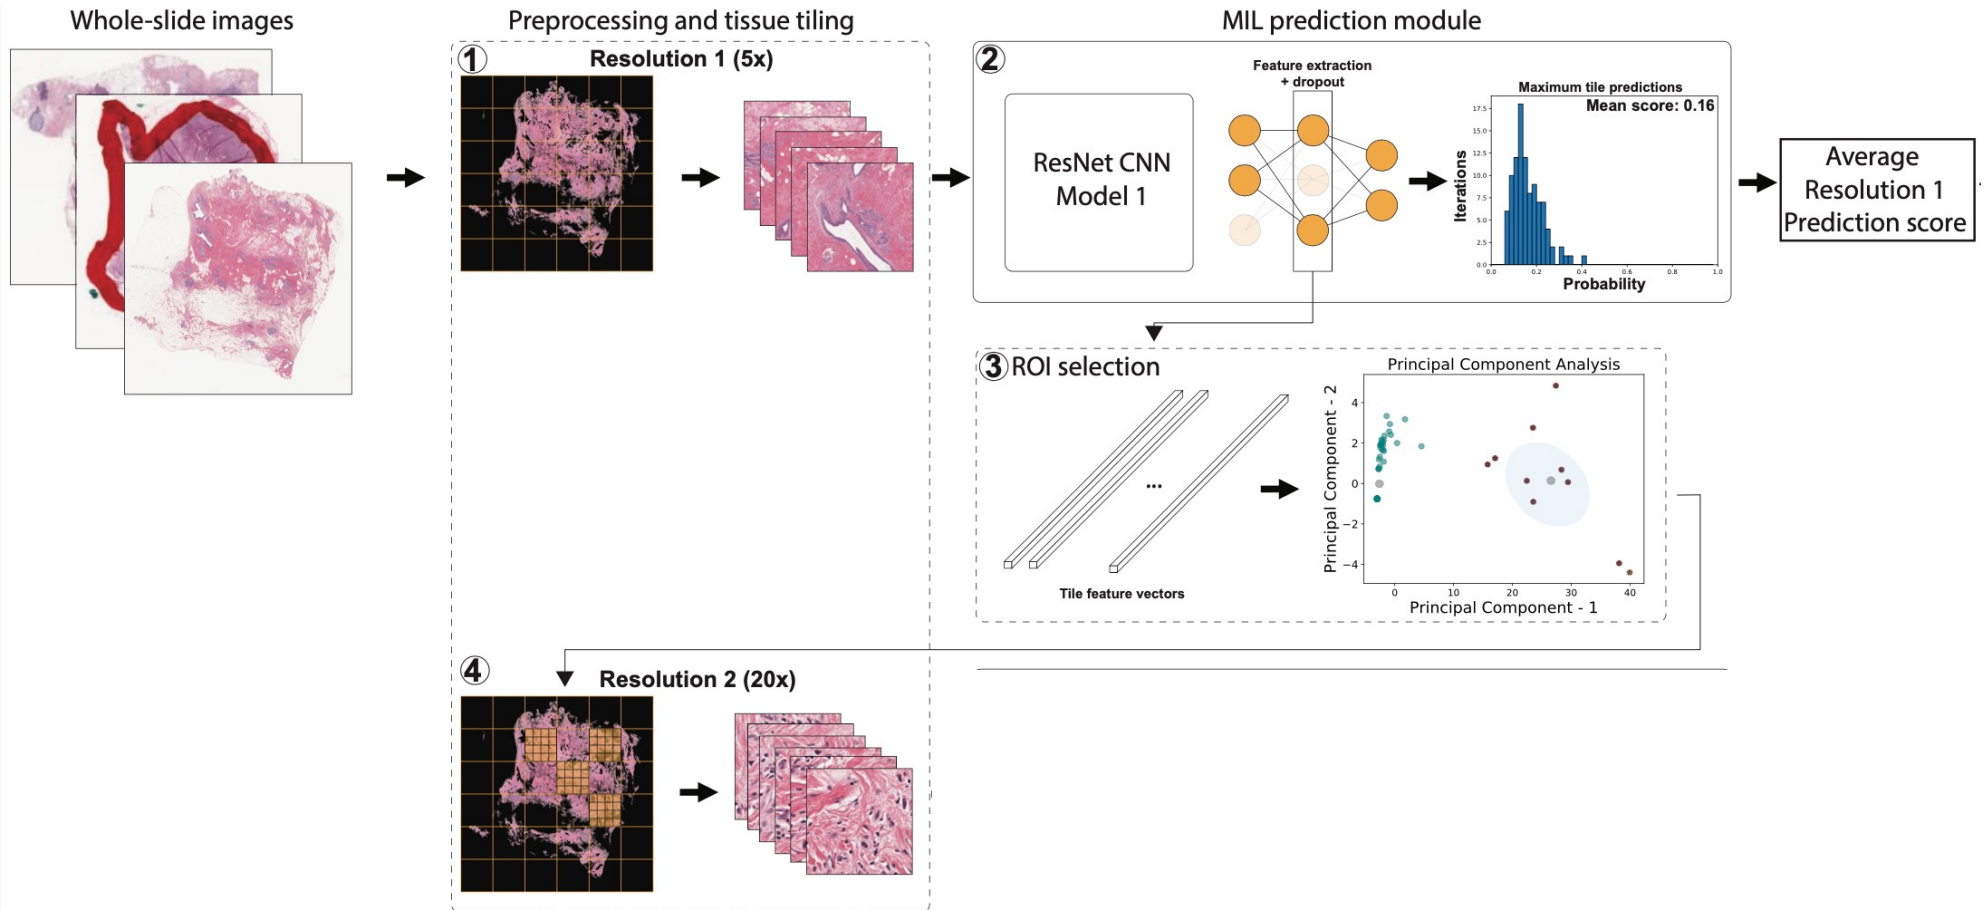 Whole-slide images
Preprocessing and tissue tiling
MIL prediction module
1
Resolution 1 (5x)
2
ResNet CNN
Model 1
Feature extraction
+ dropout
Maximum tile predictions
Mean score: 0.16
Iterations
17.5
15.0
12.5
10.0
7.5
5.0
2.5
0.0
0.0 0.2 0.4 0.6 0.8 1.0
Probability
Average
Resolution 1
Prediction score
3 ROI selection
...
Tile feature vectors
Principal Component Analysis
Principal Component - 2
4
2
0
−2
−4
0 10 20 30 40
Principal Component - 1
4
Resolution 2 (20x)